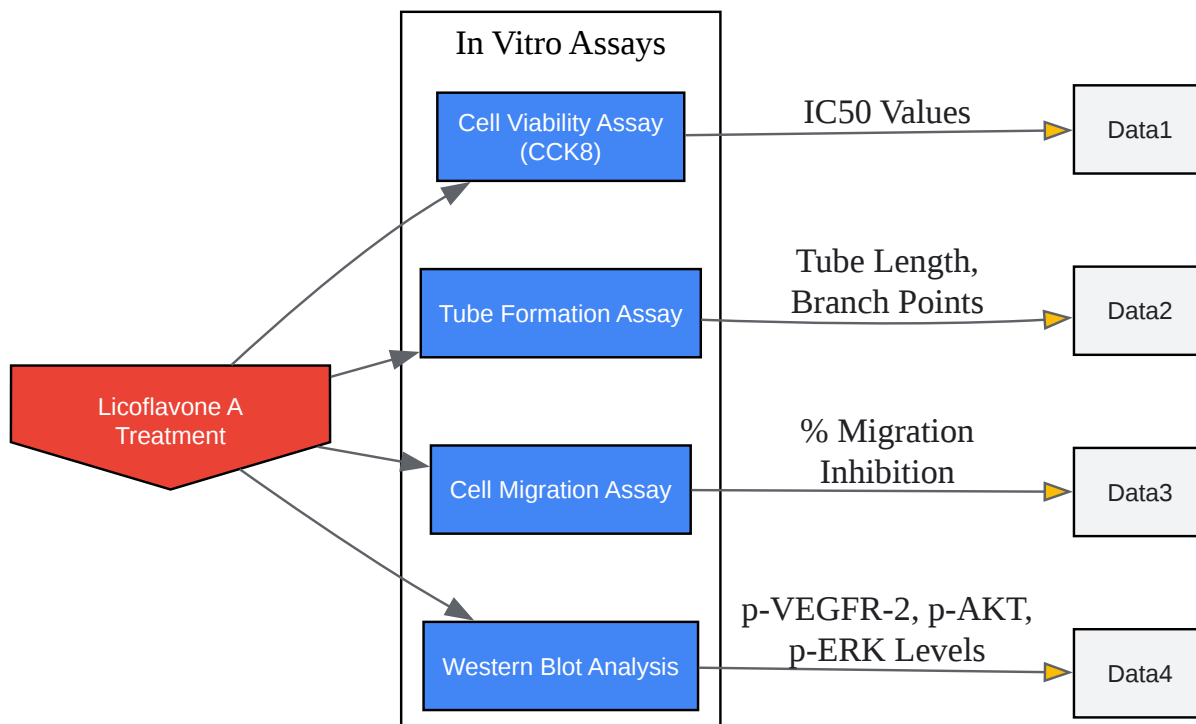 In Vitro Assays
Cell Viability Assay
(CCK8)
IC50 Values
Data1
Tube Formation Assay
Tube Length,
Branch Points
Data2
Licoflavone A
Treatment
Cell Migration Assay
% Migration
Inhibition
Data3
Western Blot Analysis
p-VEGFR-2, p-AKT,
p-ERK Levels
Data4